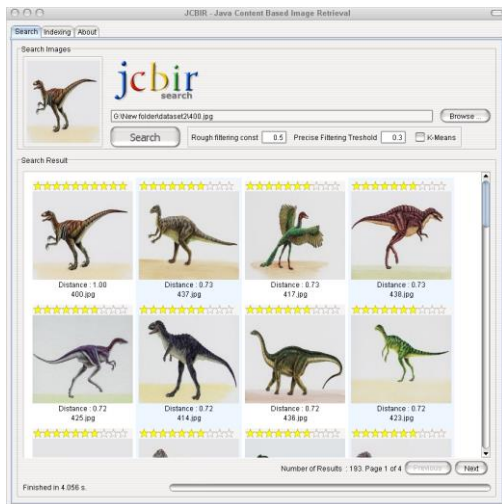 JCBIR - Java Content Based Image Retrieval
Search Indexing About
Search Images
jcbir
search
G:\New folder\dataset2\400.jpg Browse ..
Search Rough filtering const 0.5 Precise Filtering Treshold 0.3 K-Means
Search Result
Distance : 1.00 Distance : 0.73 Distance : 0.73 Distance : 0.73
400.jpg 437.jpg 417.jpg 438.jpg
Distance : 0.72 Distance : 0.72 Distance : 0.72 Distance : 0.72
425.jpg 414.jpg 436.jpg 423.jpg
Number of Results : 193. Page 1 of 4 Previous Next
Finished in 4.056 s.